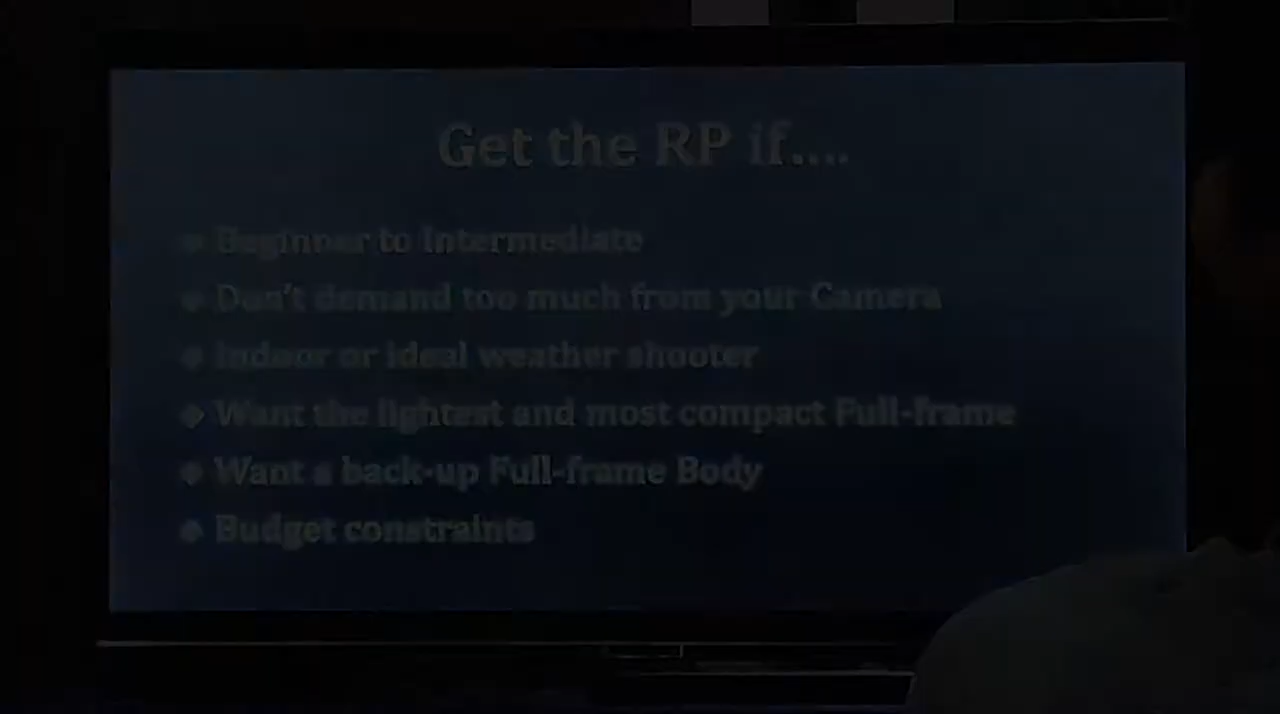 Get the RP if....
Beginner to Intermediate
Don't demand too much from your Camera
Indoor or ideal weather shooter
Want the lightest and most compact Full-frame
Want a back-up Full-frame Body
Budget constraints